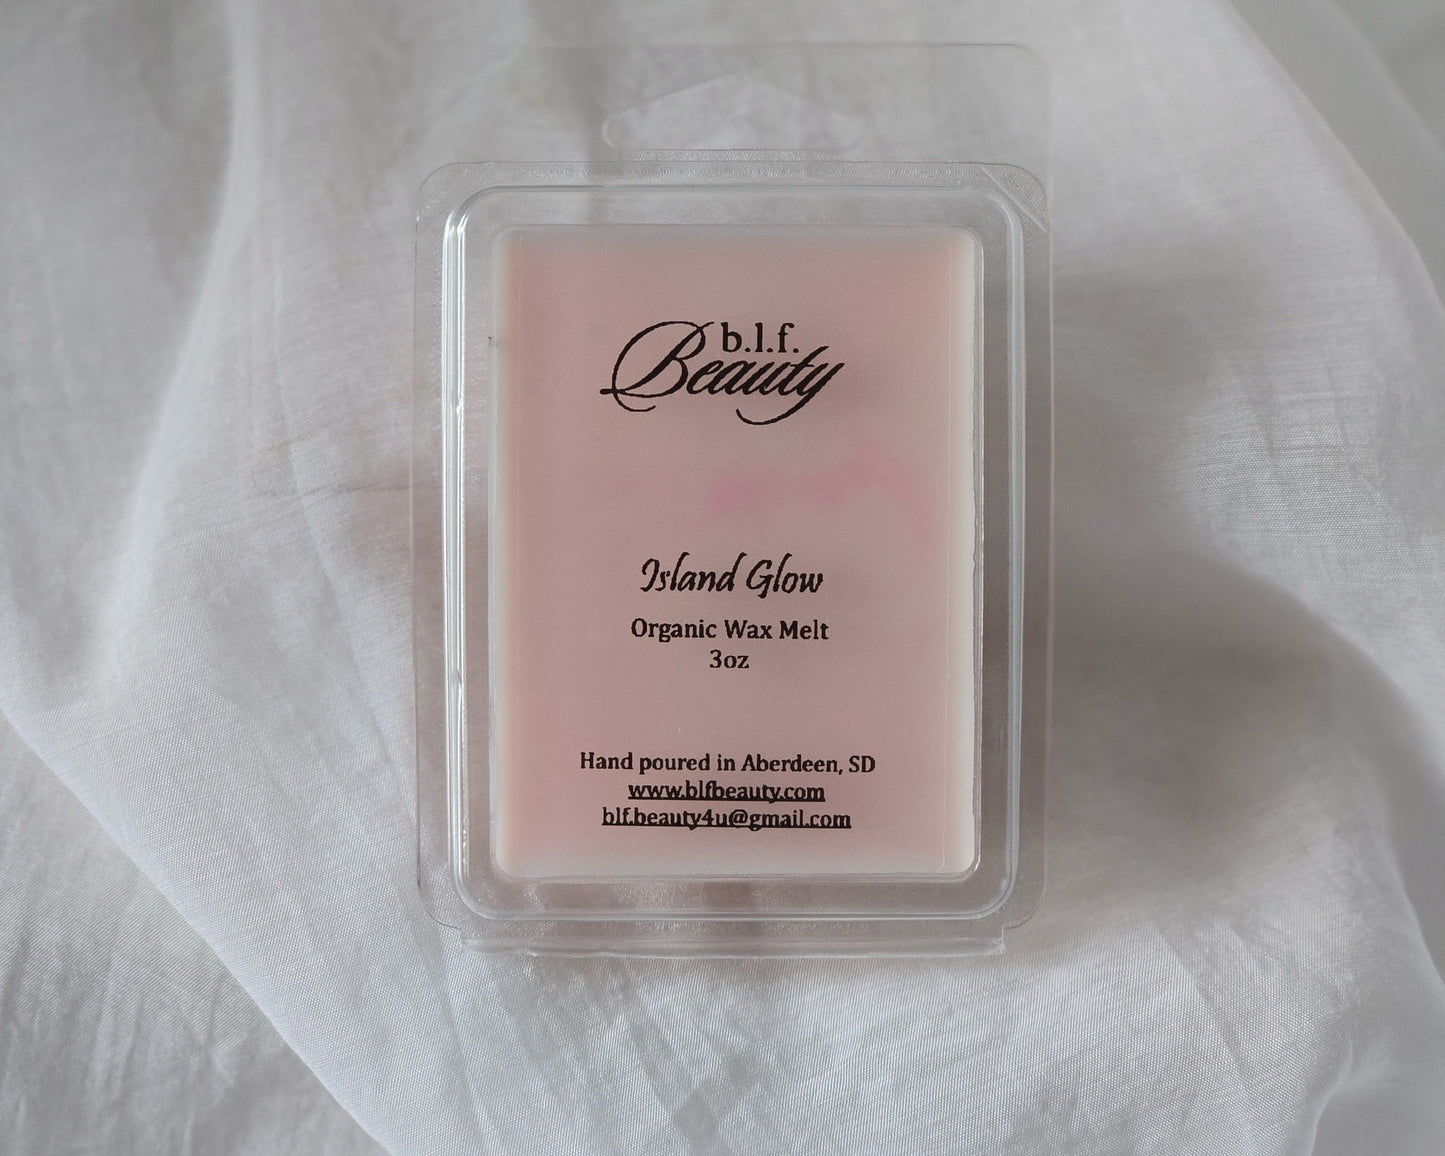 b.l.f.
Beauty
Island Glow
Organic Wax Melt
3oz
Hand poured in Aberdeen, SD
www.blfbeauty.com
blf.beauty4u@gmail.com